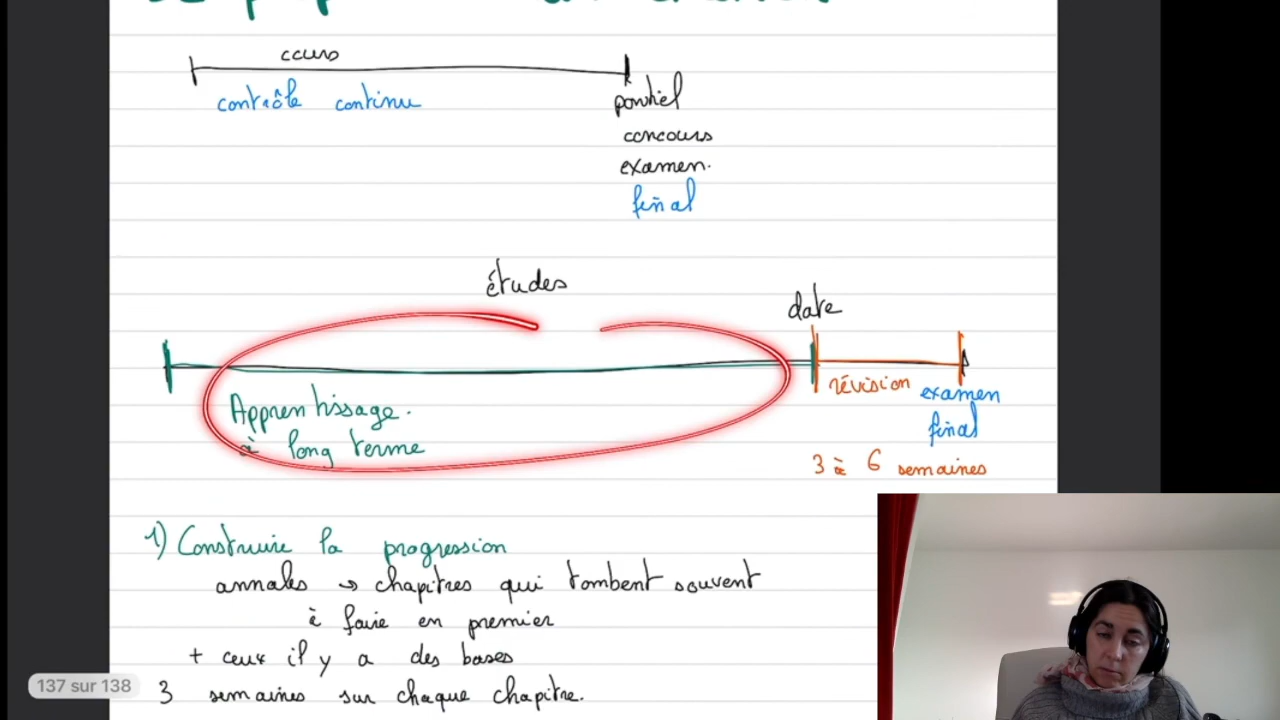 cours
contrôle continu
partiel
concours
examen.
final
études
date
Apprentissage.
à long terme
révision
examen
final
3 à 6 semaines
1) Construire la progression
annales → chapitres qui tombent souvent
à faire en premier
+ ceux il y a des bases
3 semaines sur chaque chapitre.
137 sur 138